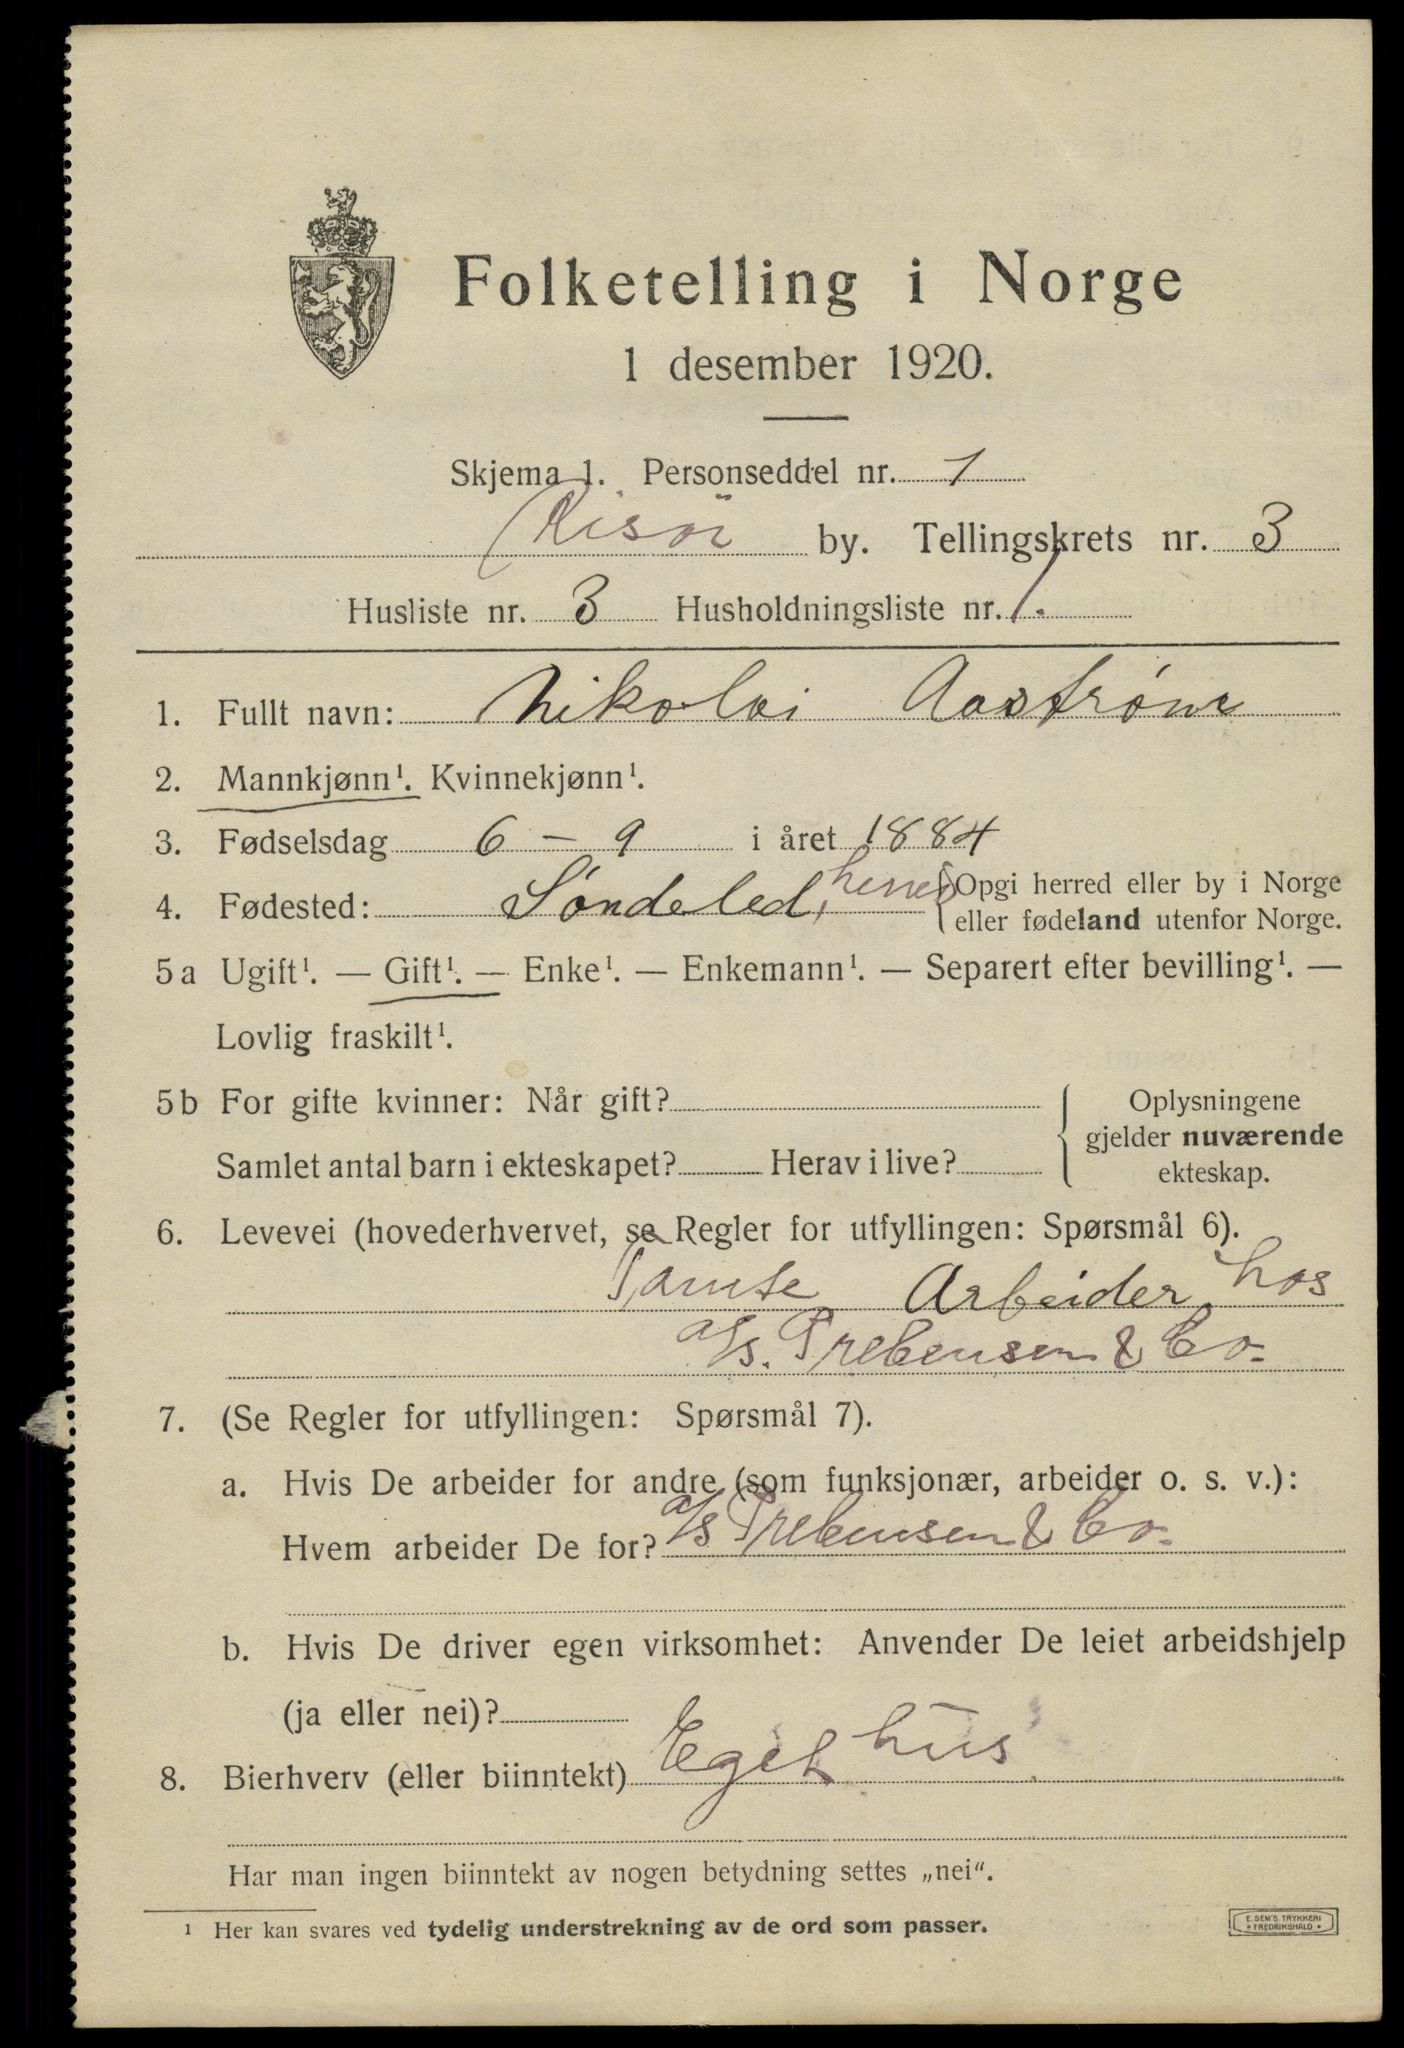 Folketelling i Norge
1 desember 1920.
Skjema 1. Personseddel nr. 1
Risör by. Tellingskrets nr. 3
Husliste nr. 3 Husholdningsliste nr. 1.
1. Fullt navn: Nikolai Aastrøm
2. Mannkjønn¹. Kvinnekjønn¹.
3. Fødselsdag 6 – 9 i året 1884
4. Fødested: Søndeled, herred {Opgi herred eller by i Norge
eller fødeland utenfor Norge.
5a Ugift¹. — Gift¹. — Enke¹. — Enkemann¹. — Separert efter bevilling¹. —
Lovlig fraskilt¹.
5b For gifte kvinner: Når gift?
Samlet antal barn i ekteskapet? Herav i live?
Oplysningene
gjelder nuværende
ekteskap.
6. Levevei (hovederhvervet, se Regler for utfyllingen: Spørsmål 6).
Tomte Arbeider hos
a/s. Prebensen & Co.
7. (Se Regler for utfyllingen: Spørsmål 7).
a. Hvis De arbeider for andre (som funksjonær, arbeider o. s. v.):
Hvem arbeider De for? a/s Prebensen & Co.
b. Hvis De driver egen virksomhet: Anvender De leiet arbeidshjelp
(ja eller nei)?
8. Bierhverv (eller biinntekt) Eget hus
Har man ingen biinntekt av nogen betydning settes „nei“.
¹ Her kan svares ved tydelig understrekning av de ord som passer.
E. SEM'S TRYKKERI
• FREDRIKSHALD •